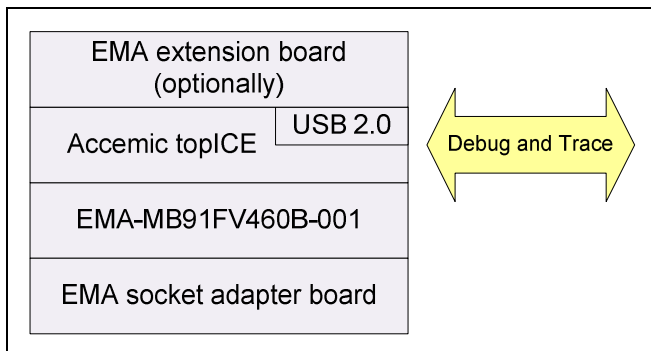 EMA extension board
(optionally)
USB 2.0
Accemic topICE
Debug and Trace
EMA-MB91FV460B-001
EMA socket adapter board